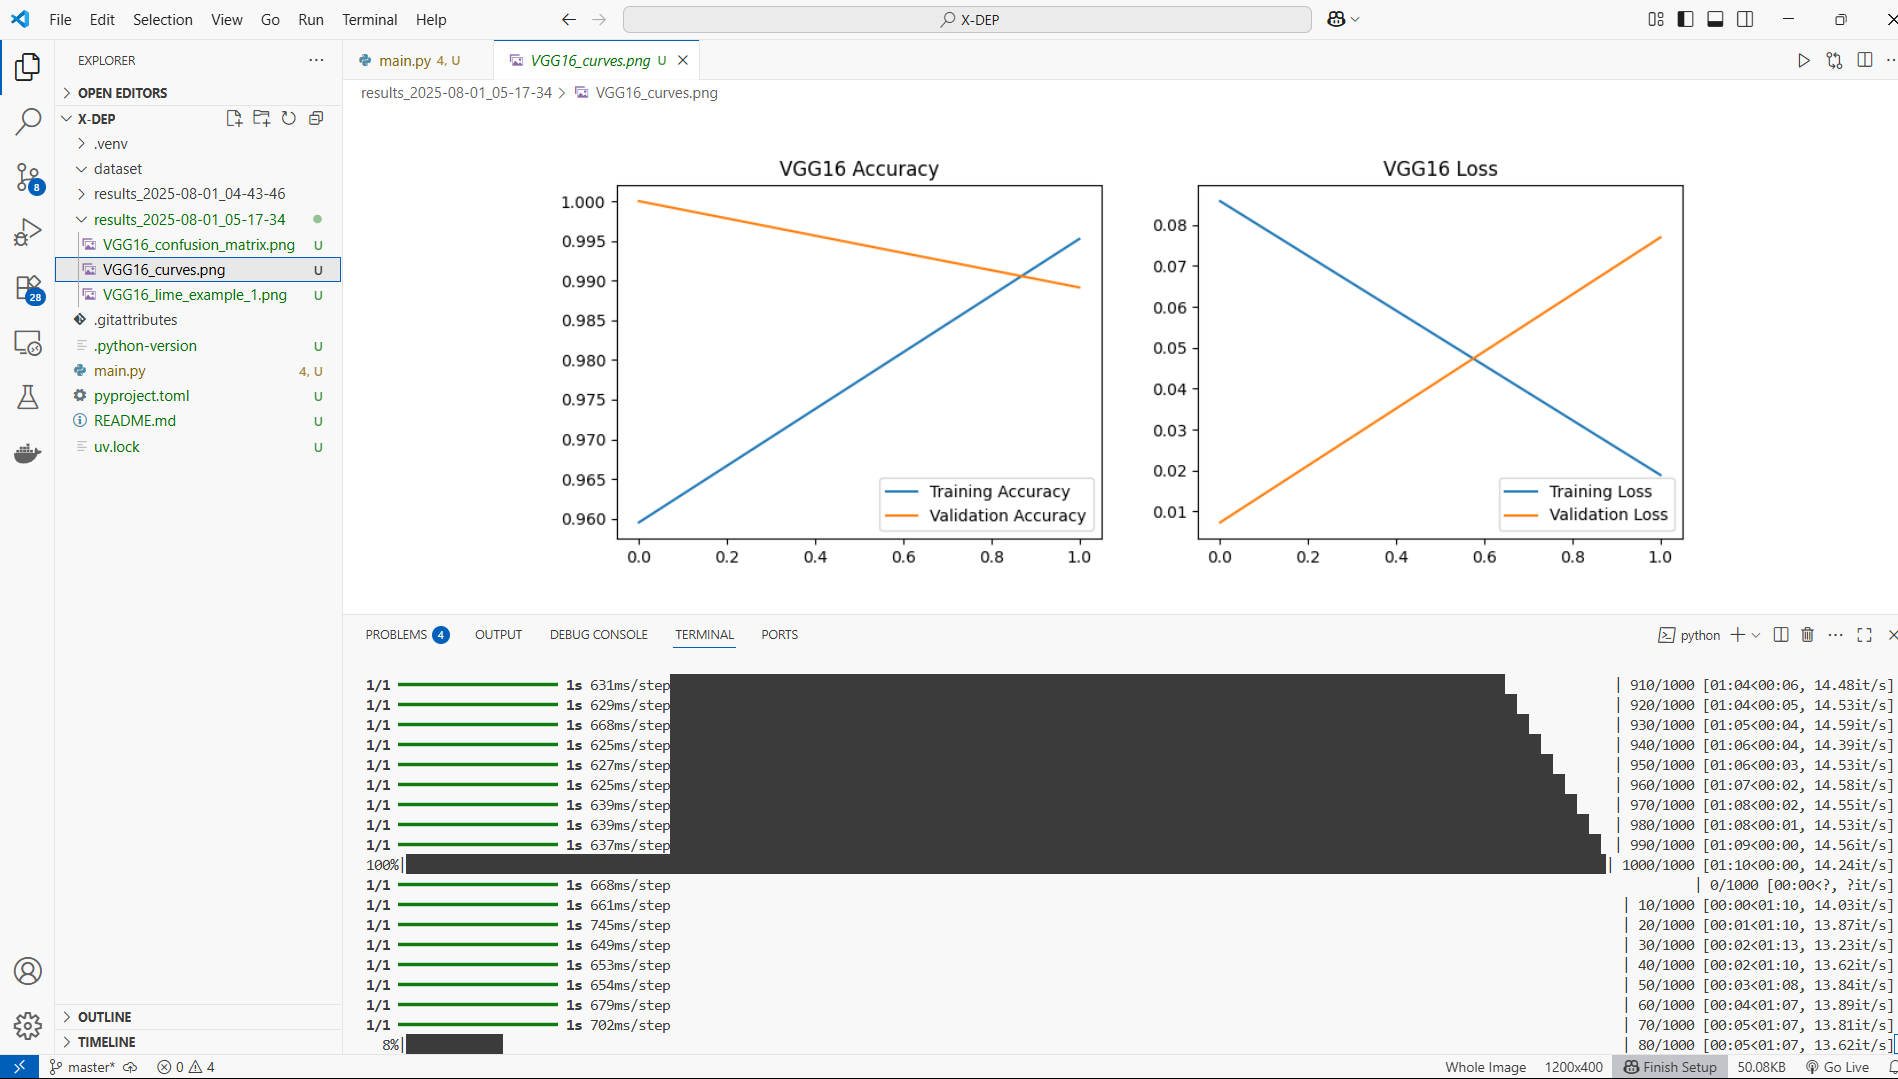 File Edit Selection View Go Run Terminal Help
X-DEP
EXPLORER
OPEN EDITORS
X-DEP
.venv
dataset
results_2025-08-01_04-43-46
results_2025-08-01_05-17-34
VGG16_confusion_matrix.png U
VGG16_curves.png U
VGG16_lime_example_1.png U
.gitattributes
.python-version U
main.py 4, U
pyproject.toml U
README.md U
uv.lock U
OUTLINE
TIMELINE
8
28
main.py 4, U
VGG16_curves.png U
results_2025-08-01_05-17-34 > VGG16_curves.png
VGG16 Accuracy
1.000
0.995
0.990
0.985
0.980
0.975
0.970
0.965
0.960
0.0 0.2 0.4 0.6 0.8 1.0
Training Accuracy
Validation Accuracy
VGG16 Loss
0.08
0.07
0.06
0.05
0.04
0.03
0.02
0.01
0.0 0.2 0.4 0.6 0.8 1.0
Training Loss
Validation Loss
PROBLEMS 4 OUTPUT DEBUG CONSOLE TERMINAL PORTS
python
1/1 1s 631ms/step | 910/1000 [01:04<00:06, 14.48it/s]
1/1 1s 629ms/step | 920/1000 [01:04<00:05, 14.53it/s]
1/1 1s 668ms/step | 930/1000 [01:05<00:04, 14.59it/s]
1/1 1s 625ms/step | 940/1000 [01:06<00:04, 14.39it/s]
1/1 1s 627ms/step | 950/1000 [01:06<00:03, 14.53it/s]
1/1 1s 625ms/step | 960/1000 [01:07<00:02, 14.58it/s]
1/1 1s 639ms/step | 970/1000 [01:08<00:02, 14.55it/s]
1/1 1s 639ms/step | 980/1000 [01:08<00:01, 14.53it/s]
1/1 1s 637ms/step | 990/1000 [01:09<00:00, 14.56it/s]
100%| | 1000/1000 [01:10<00:00, 14.24it/s]
1/1 1s 668ms/step | 0/1000 [00:00<?, ?it/s]
1/1 1s 661ms/step | 10/1000 [00:00<01:10, 14.03it/s]
1/1 1s 745ms/step | 20/1000 [00:01<01:10, 13.87it/s]
1/1 1s 649ms/step | 30/1000 [00:02<01:13, 13.23it/s]
1/1 1s 653ms/step | 40/1000 [00:02<01:10, 13.62it/s]
1/1 1s 654ms/step | 50/1000 [00:03<01:08, 13.84it/s]
1/1 1s 679ms/step | 60/1000 [00:04<01:07, 13.89it/s]
1/1 1s 702ms/step | 70/1000 [00:05<01:07, 13.81it/s]
8%| | 80/1000 [00:05<01:07, 13.62it/s]
master* 0 4 Whole Image 1200x400 Finish Setup 50.08KB Go Live